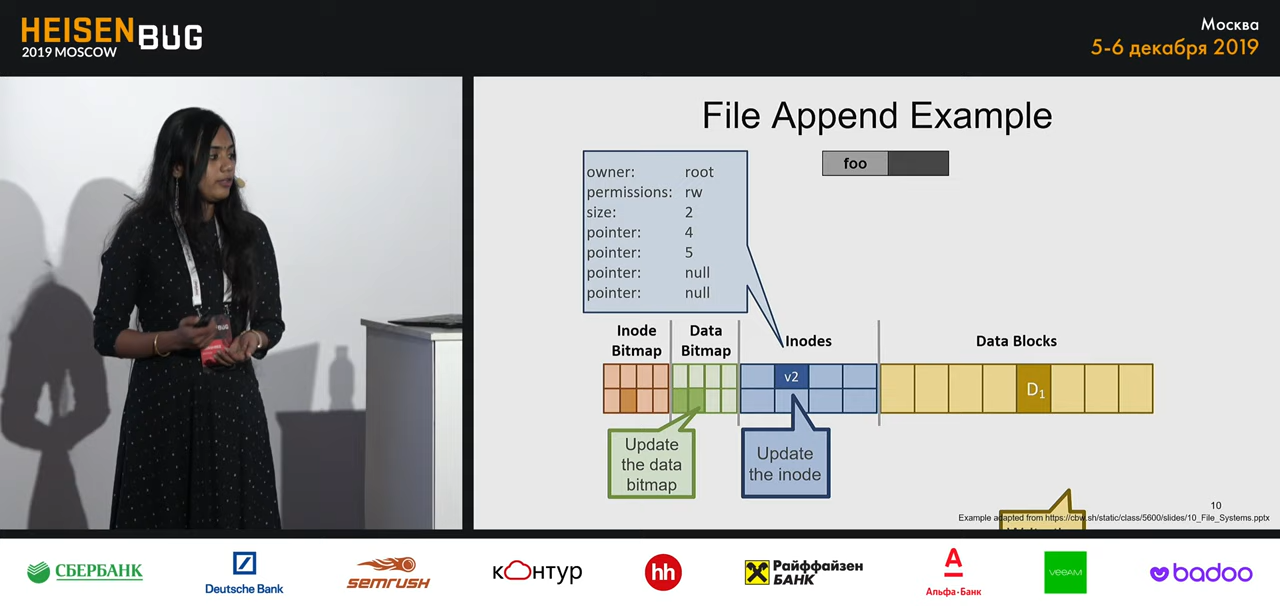 HEISENBUG
2019 MOSCOW
Москва
5-6 декабря 2019
File Append Example
foo
owner: root
permissions: rw
size: 2
pointer: 4
pointer: 5
pointer: null
pointer: null
Inode
Bitmap
Data
Bitmap
Inodes
Data Blocks
v2
D1
Update
the data
bitmap
Update
the inode
10
Example adapted from https://cbw.sh/static/class/5600/slides/10_File_Systems.pptx
СБЕРБАНК
Deutsche Bank
SEMRUSH
контур
hh
Райффайзен
БАНК
А
Альфа·Банк
veeAM
badoo